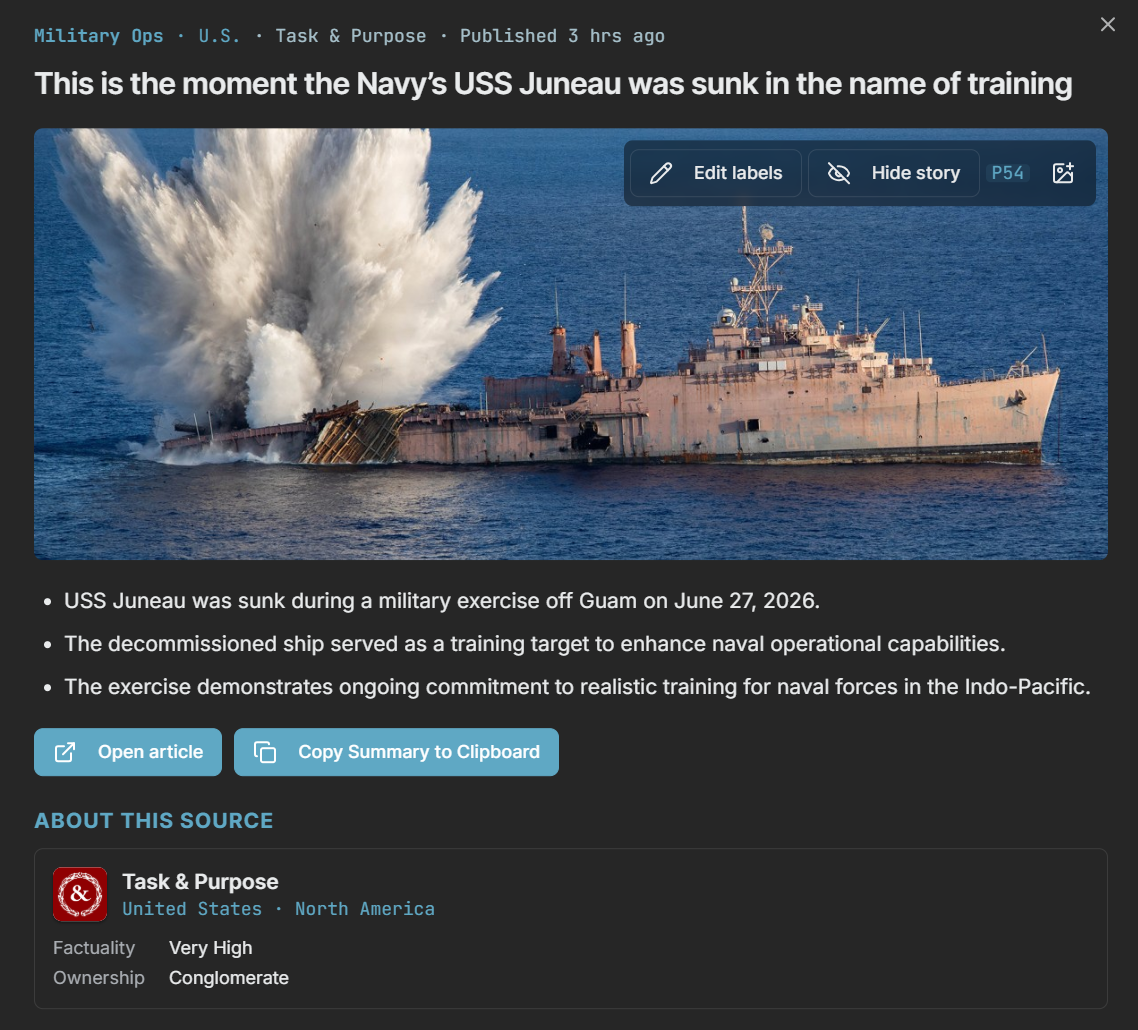 Military Ops · U.S. · Task & Purpose · Published 3 hrs ago
This is the moment the Navy’s USS Juneau was sunk in the name of training
Edit labels
Hide story
P54
• USS Juneau was sunk during a military exercise off Guam on June 27, 2026.
• The decommissioned ship served as a training target to enhance naval operational capabilities.
• The exercise demonstrates ongoing commitment to realistic training for naval forces in the Indo-Pacific.
Open article
Copy Summary to Clipboard
ABOUT THIS SOURCE
&
Task & Purpose
United States · North America
Factuality Very High
Ownership Conglomerate